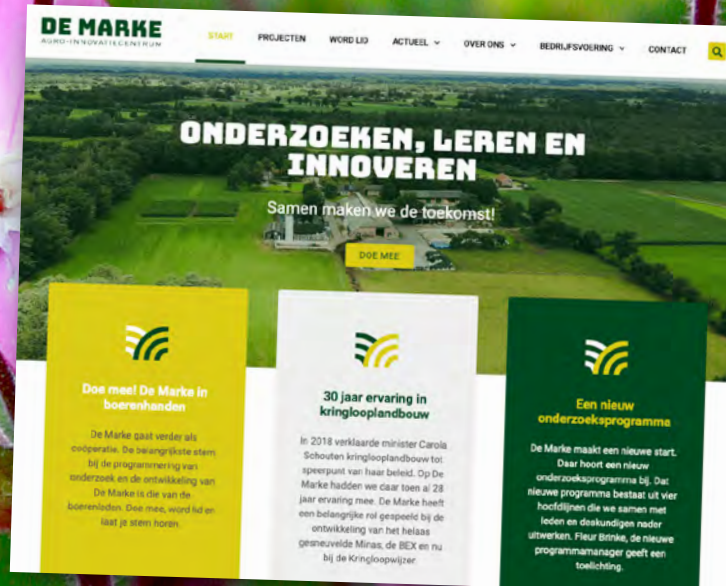 DE MARKE
AGRO-INNOVATIECENTRUM
START PROJECTEN WORD LID ACTUEEL OVER ONS BEDRIJFSVOERING CONTACT
ONDERZOEKEN, LEREN EN
INNOVEREN
Samen maken we de toekomst!
DOE MEE
Doe mee! De Marke in
boerenhanden
De Marke gaat verder als
coöperatie. De belangrijkste stem
bij de programmering van
onderzoek en de ontwikkeling van
De Marke is die van de
boerenleden. Doe mee, word lid en
laat je stem horen.
30 jaar ervaring in
kringlooplandbouw
In 2018 verklaarde minister Carola
Schouten kringlooplandbouw tot
speerpunt van haar beleid. Op De
Marke hadden we daar toen al 28
jaar ervaring mee. De Marke heeft
een belangrijke rol gespeeld bij de
ontwikkeling van het helaas
gesneuvelde Minas, de BEX en nu
bij de Kringloopwijzer.
Een nieuw
onderzoeksprogramma
De Marke maakt een nieuwe start.
Daar hoort een nieuw
onderzoeksprogramma bij. Dat
nieuwe programma bestaat uit vier
hoofdlijnen die we samen met
leden en deskundigen nader
uitwerken. Fleur Brinke, de nieuwe
programmamanager geeft een
toelichting.